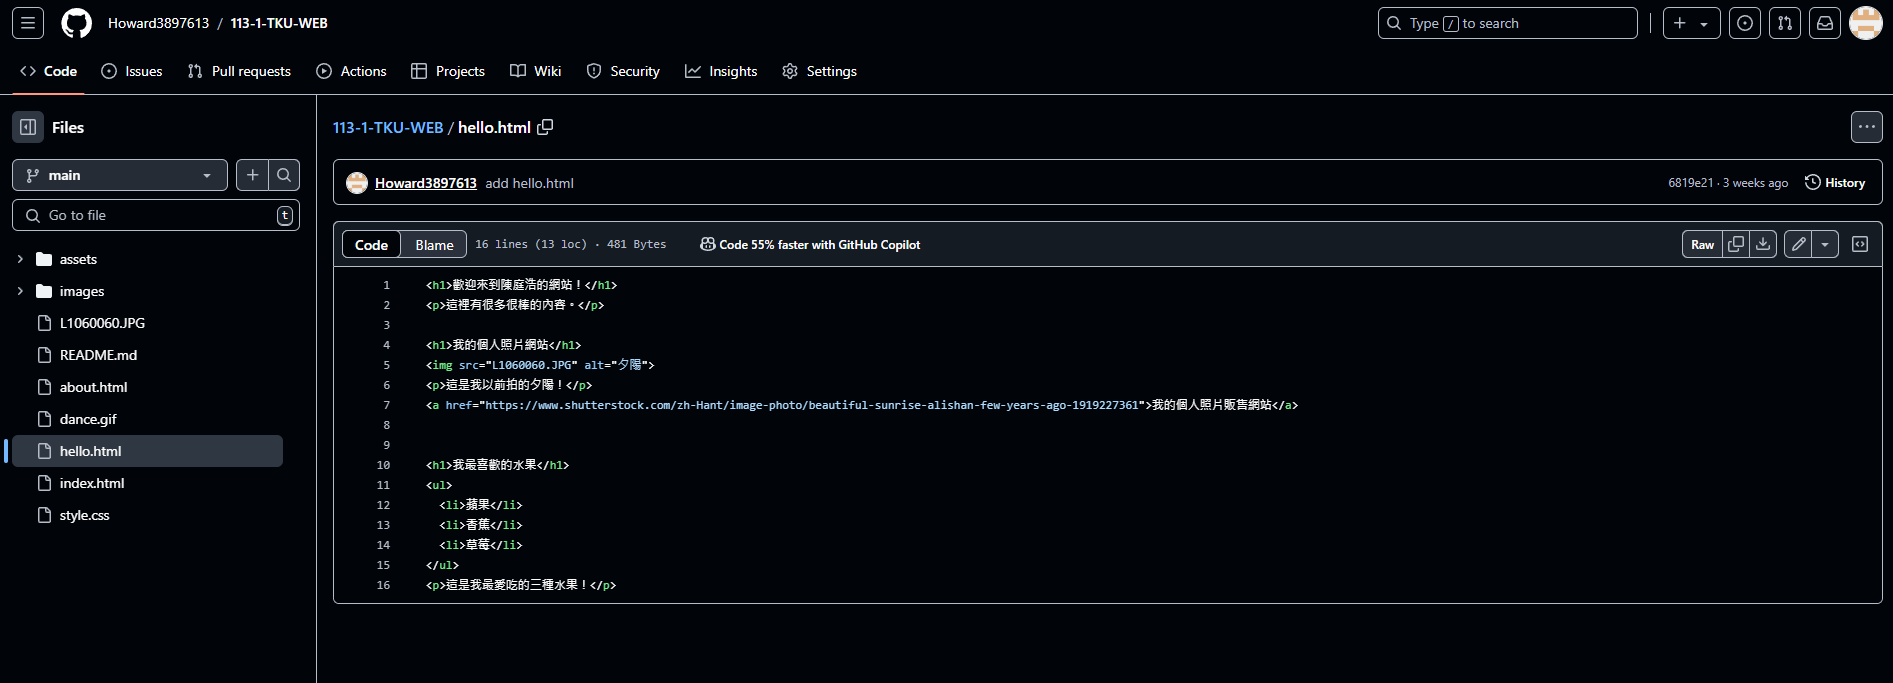 Howard3897613 / 113-1-TKU-WEB
Type / to search
Code Issues Pull requests Actions Projects Wiki Security Insights Settings
Files
main
Go to file t
assets
images
L1060060.JPG
README.md
about.html
dance.gif
hello.html
index.html
style.css
113-1-TKU-WEB / hello.html
Howard3897613 add hello.html 6819e21 · 3 weeks ago History
Code Blame 16 lines (13 loc) · 481 Bytes Code 55% faster with GitHub Copilot Raw
1 <h1>歡迎來到陳庭浩的網站！</h1>
2 <p>這裡有很多很棒的內容。</p>
3
4 <h1>我的個人照片網站</h1>
5 <img src="L1060060.JPG" alt="夕陽">
6 <p>這是我以前拍的夕陽！</p>
7 <a href="https://www.shutterstock.com/zh-Hant/image-photo/beautiful-sunrise-alishan-few-years-ago-1919227361">我的個人照片販售網站</a>
8
9
10 <h1>我最喜歡的水果</h1>
11 <ul>
12 <li>蘋果</li>
13 <li>香蕉</li>
14 <li>草莓</li>
15 </ul>
16 <p>這是我最愛吃的三種水果！</p>